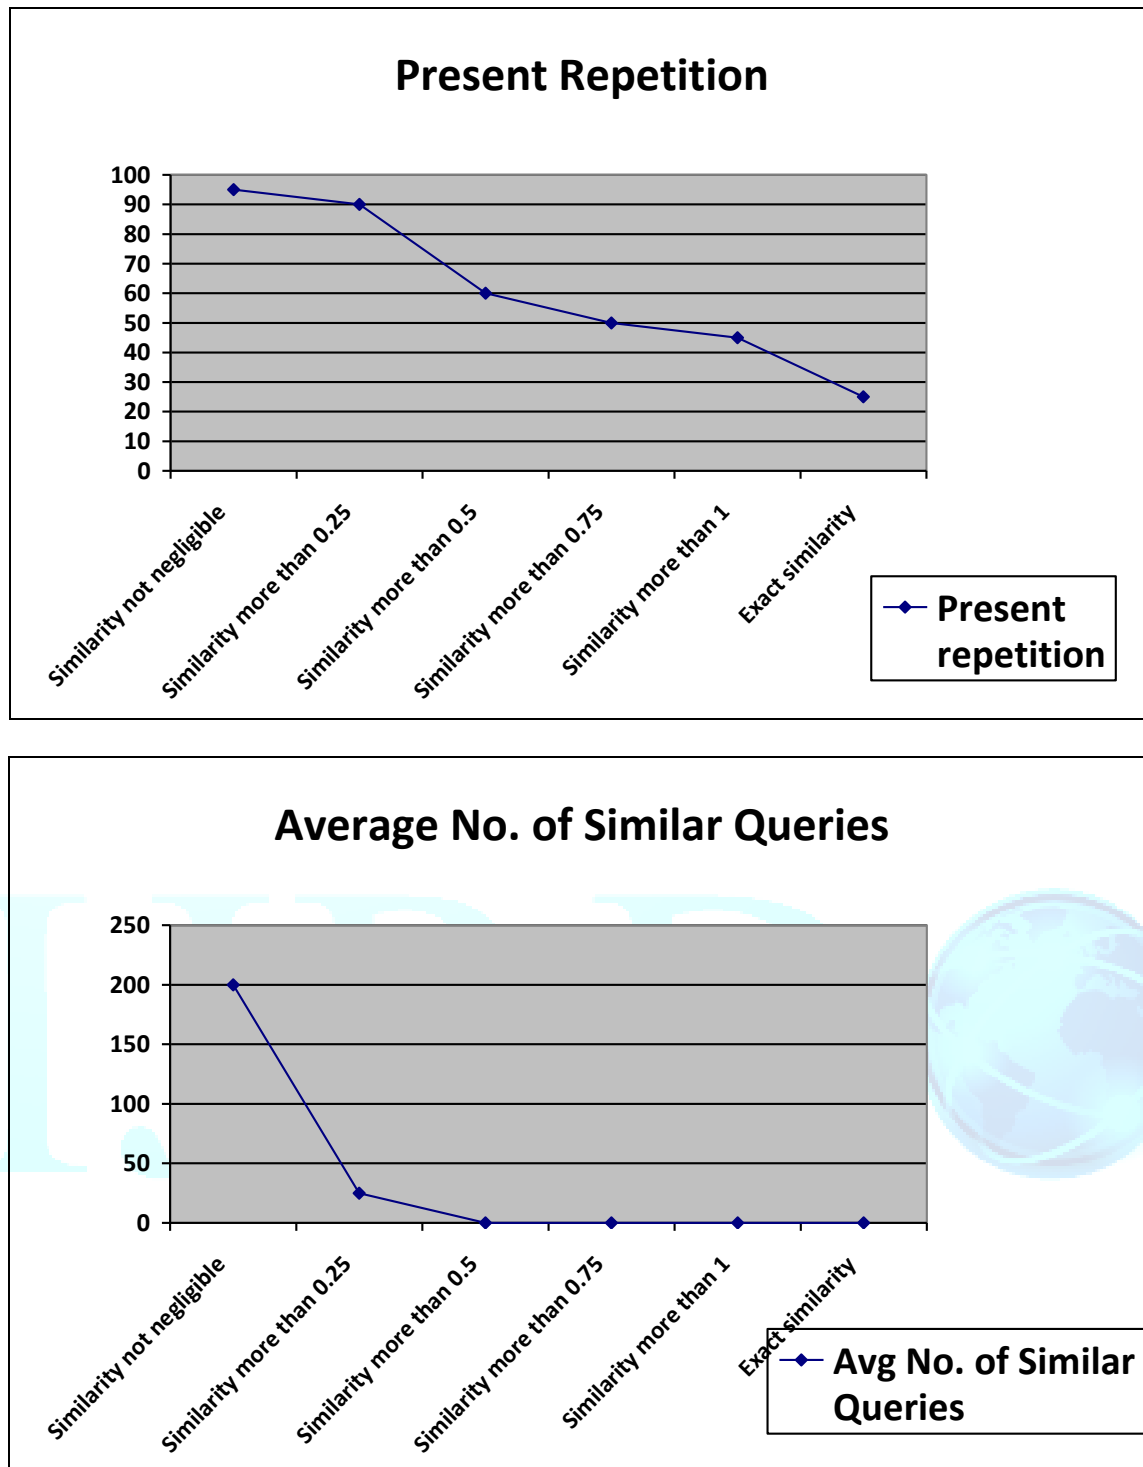 Present Repetition
100
90
80
70
60
50
40
30
20
10
0
Similarity not negligible
Similarity more than 0.25
Similarity more than 0.5
Similarity more than 0.75
Similarity more than 1
Exact similarity
Present
repetition
Average No. of Similar Queries
250
200
150
100
50
0
Similarity not negligible
Similarity more than 0.25
Similarity more than 0.5
Similarity more than 0.75
Similarity more than 1
Exact similarity
Avg No. of Similar
Queries